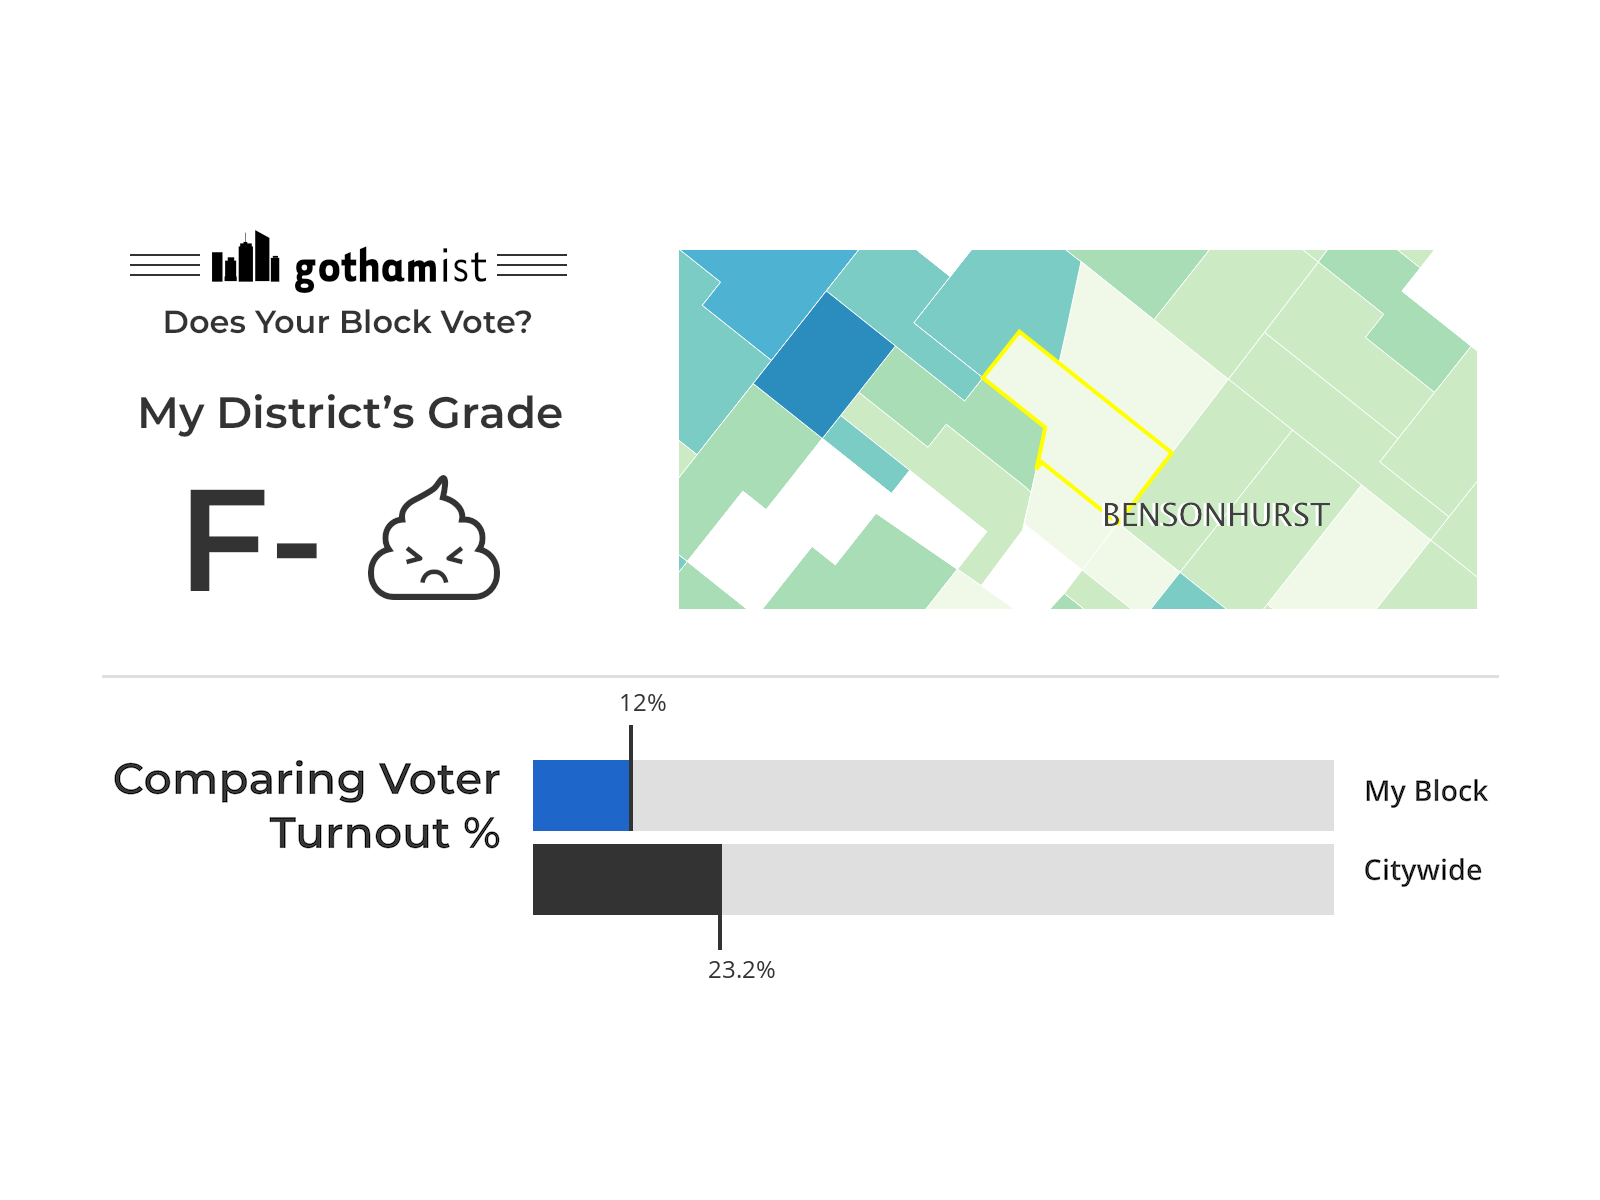 gothamist
Does Your Block Vote?
My District’s Grade
F-
BENSONHURST
12%
Comparing Voter
Turnout %
My Block
Citywide
23.2%